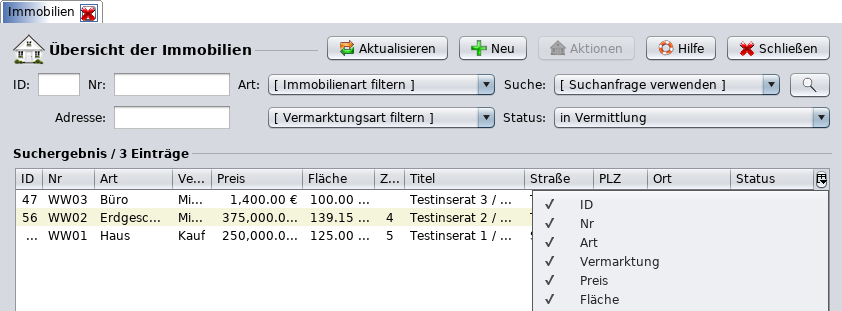 Immobilien
Übersicht der Immobilien Aktualisieren Neu Aktionen Hilfe Schließen
ID: Nr: Art: [ Immobilienart filtern ] Suche: [ Suchanfrage verwenden ]
Adresse: [ Vermarktungsart filtern ] Status: in Vermittlung
Suchergebnis / 3 Einträge
ID Nr Art Ve... Preis Fläche Z... Titel Straße PLZ Ort Status
47 WW03 Büro Mi... 1,400.00 € 100.00 ... Testinserat 3 / ...
56 WW02 Erdgesc... Mi... 375,000.0... 139.15 ... 4 Testinserat 2 / ...
... WW01 Haus Kauf 250,000.0... 125.00 ... 5 Testinserat 1 / ...
ID
Nr
Art
Vermarktung
Preis
Fläche